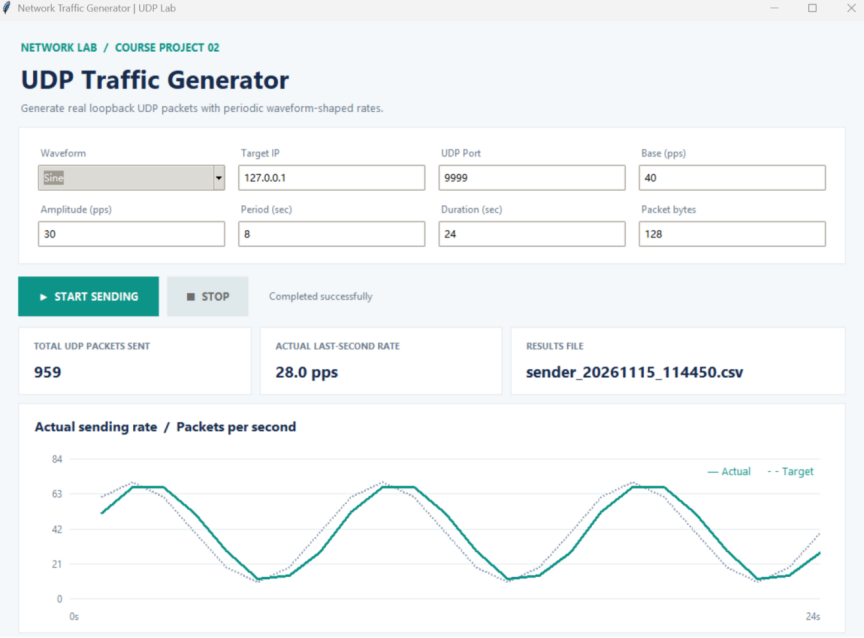 Network Traffic Generator | UDP Lab
NETWORK LAB / COURSE PROJECT 02
UDP Traffic Generator
Generate real loopback UDP packets with periodic waveform-shaped rates.
Waveform Target IP UDP Port Base (pps)
Sine 127.0.0.1 9999 40
Amplitude (pps) Period (sec) Duration (sec) Packet bytes
30 8 24 128
► START SENDING ■ STOP Completed successfully
TOTAL UDP PACKETS SENT ACTUAL LAST-SECOND RATE RESULTS FILE
959 28.0 pps sender_20261115_114450.csv
Actual sending rate / Packets per second
84
— Actual - - Target
63
42
21
0
0s 24s